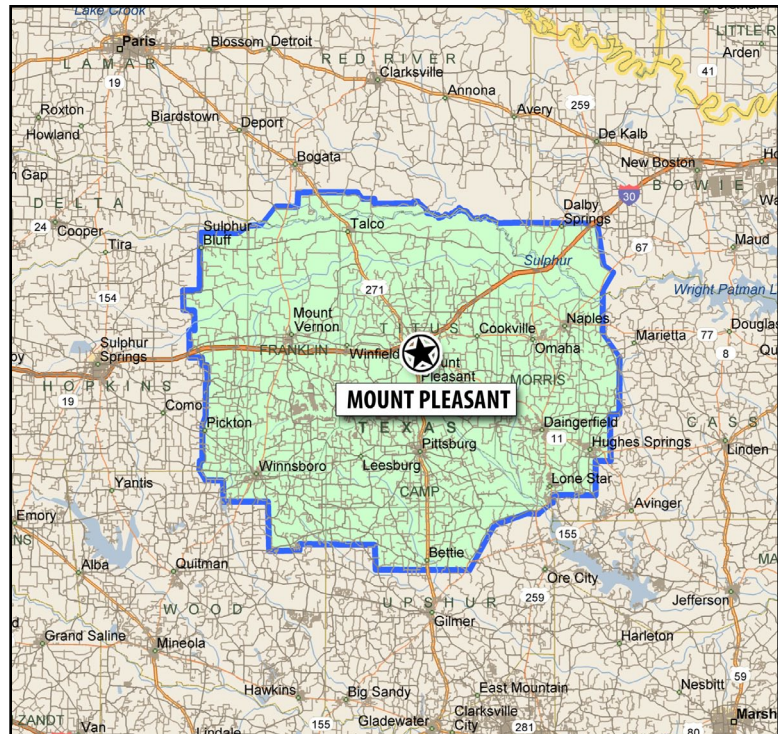 Lake Crook
Paris
Blossom
Detroit
LAMAR
RED RIVER
LITTLE R
Arden
19
Clarksville
41
Roxton
Annona
259
Howland
Biardstown
Deport
Avery
De Kalb
Gap
Bogata
New Boston
BOWIE
DELTA
30
24
Cooper
Sulphur
Bluff
Talco
Dalby
Springs
Tira
67
Maud
Sulphur
154
271
Wright Patman L
Mount
Vernon
TITUS
Naples
Cookville
Marietta
77
Douglas
Sulphur
Springs
FRANKLIN
Winfield
Omaha
8
Pleasant
HOPKINS
MORRIS
19
MOUNT PLEASANT
Como
Pickton
TEXAS
Daingerfield
CASS
11
Hughes Springs
Pittsburg
Linden
Winnsboro
Leesburg
Yantis
CAMP
Lone Star
Avinger
Emory
155
Bettie
Alba
Quitman
Ore City
WOOD
UPSHUR
259
Jefferson
Gilmer
Grand Saline
Mineola
Harleton
59
Hawkins
Big Sandy
East Mountain
Nesbitt
ZANDT
Van
Lindale
155
Gladewater
Clarksville
City
281
Marsh
80